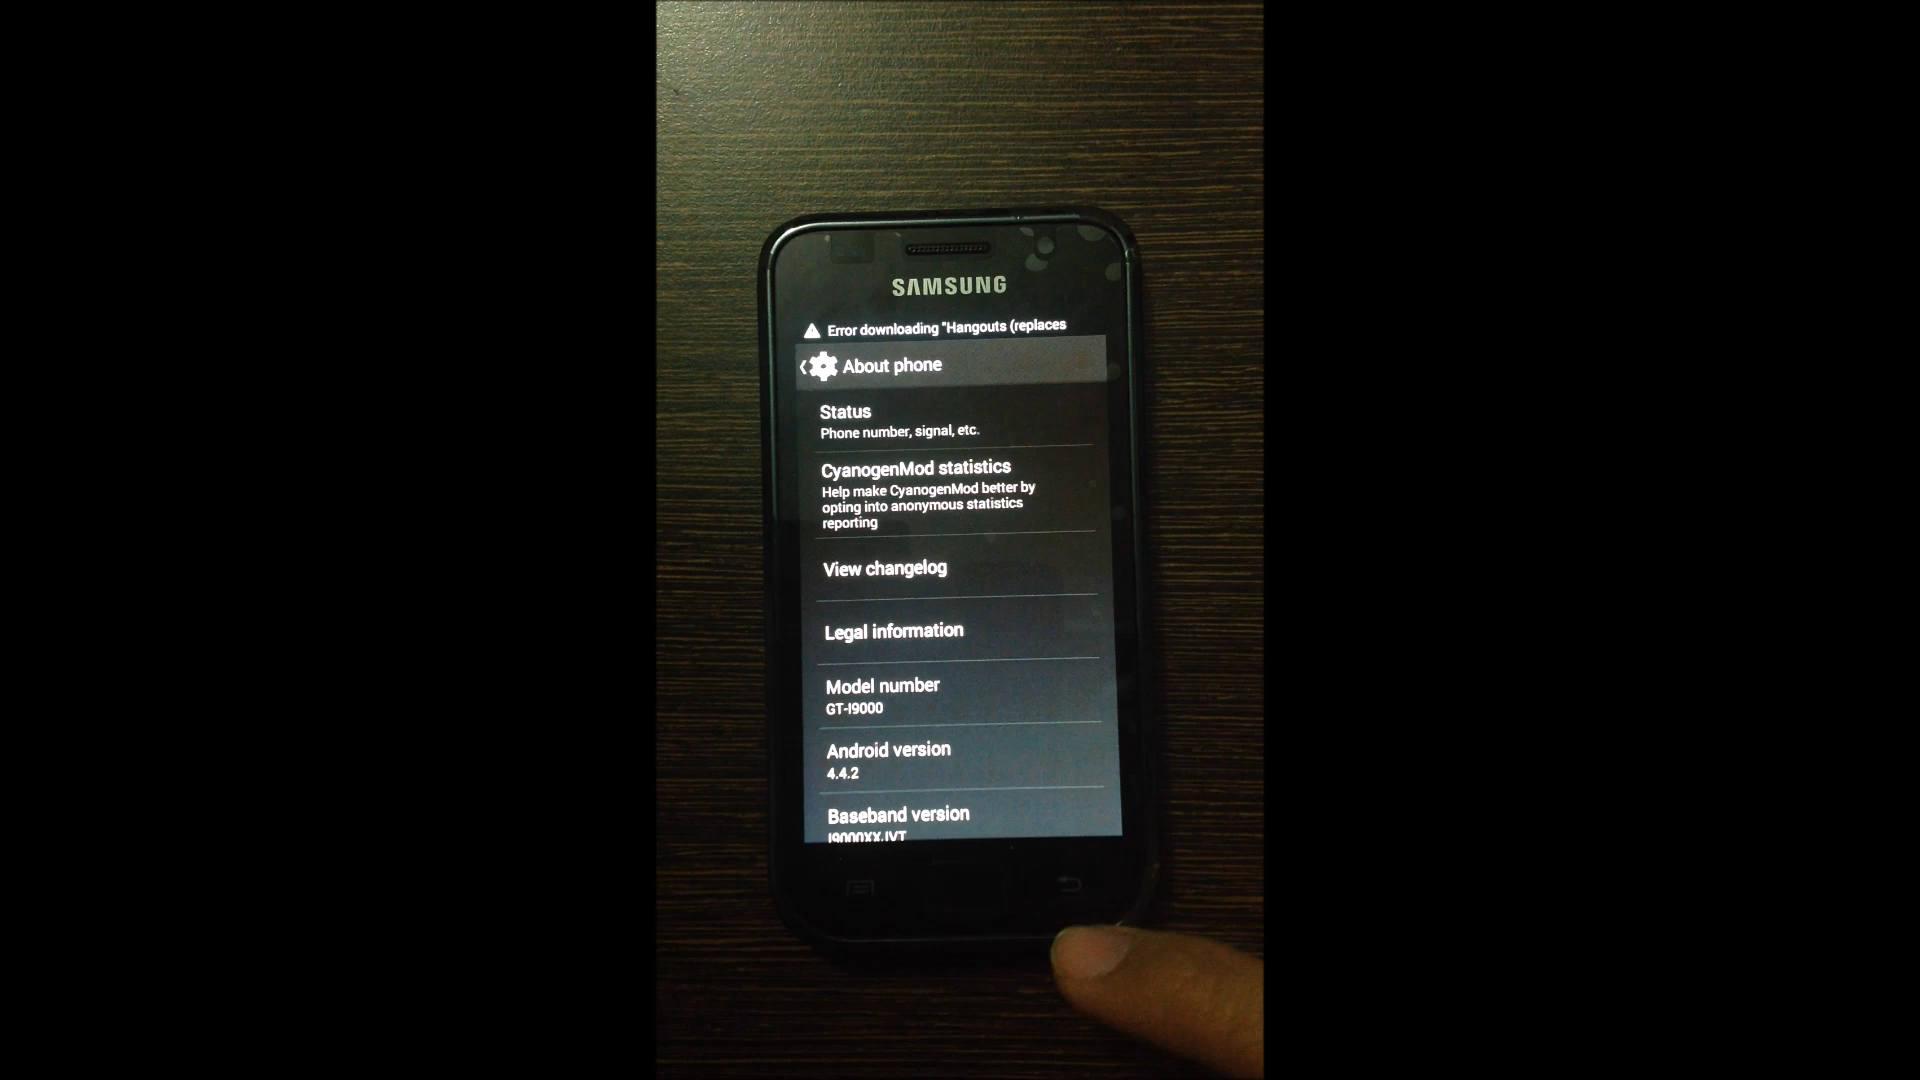 SAMSUNG
Error downloading "Hangouts (replaces
About phone
Status
Phone number, signal, etc.
CyanogenMod statistics
Help make CyanogenMod better by
opting into anonymous statistics
reporting
View changelog
Legal information
Model number
GT-I9000
Android version
4.4.2
Baseband version
I9000XXJVT